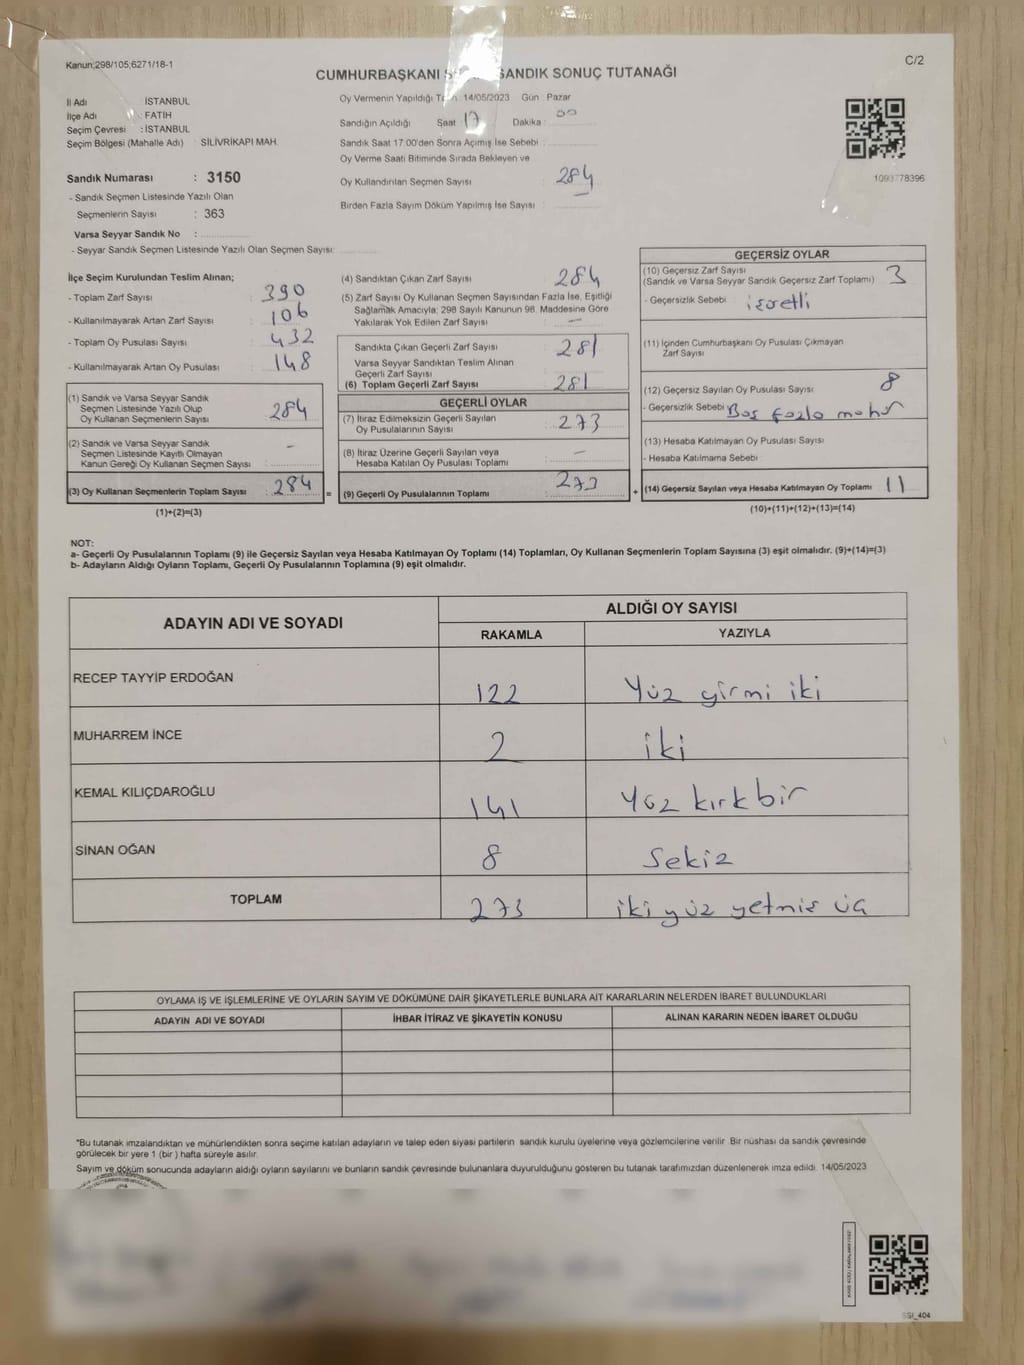 Kanun;298/105;6271/18-1
C/2
CUMHURBAŞKANI S SANDIK SONUÇ TUTANAĞI
İl Adı İSTANBUL
İlçe Adı : FATİH
Seçim Çevresi : İSTANBUL
Seçim Bölgesi (Mahalle Adı) : SİLİVRİKAPI MAH.
Sandık Numarası : 3150
- Sandık Seçmen Listesinde Yazılı Olan
Seçmenlerin Sayısı : 363
Varsa Seyyar Sandık No :
- Seyyar Sandık Seçmen Listesinde Yazılı Olan Seçmen Sayısı:
Oy Vermenin Yapıldığı : 14/05/2023 Gün : Pazar
Sandığın Açıldığı Saat 17 Dakika : 00
Sandık Saat 17.00'den Sonra Açımış İse Sebebi :
Oy Verme Saati Bitiminde Sırada Bekleyen ve
Oy Kullandırılan Seçmen Sayısı : 284
Birden Fazla Sayım Döküm Yapılmış İse Sayısı :
İlçe Seçim Kurulundan Teslim Alınan;
- Toplam Zarf Sayısı : 390
- Kullanılmayarak Artan Zarf Sayısı : 106
- Toplam Oy Pusulası Sayısı : 432
- Kullanılmayarak Artan Oy Pusulası : 148
(1) Sandık ve Varsa Seyyar Sandık
Seçmen Listesinde Yazılı Olup
Oy Kullanan Seçmenlerin Sayısı : 284
(2) Sandık ve Varsa Seyyar Sandık
Seçmen Listesinde Kayıtlı Olmayan
Kanun Gereği Oy Kullanan Seçmen Sayısı : -
(3) Oy Kullanan Seçmenlerin Toplam Sayısı : 284
(1)+(2)=(3)
(4) Sandıktan Çıkan Zarf Sayısı : 284
(5) Zarf Sayısı Oy Kullanan Seçmen Sayısından Fazla İse, Eşitliği
Sağlamak Amacıyla; 298 Sayılı Kanunun 98. Maddesine Göre
Yakılarak Yok Edilen Zarf Sayısı : -
Sandıkta Çıkan Geçerli Zarf Sayısı : 281
Varsa Seyyar Sandıktan Teslim Alınan
Geçerli Zarf Sayısı
(6) Toplam Geçerli Zarf Sayısı : 281
GEÇERLİ OYLAR
(7) İtiraz Edilmeksizin Geçerli Sayılan
Oy Pusulalarının Sayısı : 273
(8) İtiraz Üzerine Geçerli Sayılan veya
Hesaba Katılan Oy Pusulası Toplamı : -
= (9) Geçerli Oy Pusulalarının Toplamı : 273
1093778396
GEÇERSİZ OYLAR
(10) Geçersiz Zarf Sayısı
(Sandık ve Varsa Seyyar Sandık Geçersiz Zarf Toplamı) : 3
- Geçersizlik Sebebi : işaretli
(11) İçinden Cumhurbaşkanı Oy Pusulası Çıkmayan
Zarf Sayısı
(12) Geçersiz Sayılan Oy Pusulası Sayısı : 8
- Geçersizlik Sebebi : Boş fazla mühür
(13) Hesaba Katılmayan Oy Pusulası Sayısı
- Hesaba Katılmama Sebebi
+ (14) Geçersiz Sayılan veya Hesaba Katılmayan Oy Toplamı : 11
(10)+(11)+(12)+(13)=(14)
NOT:
a- Geçerli Oy Pusulalarının Toplamı (9) ile Geçersiz Sayılan veya Hesaba Katılmayan Oy Toplamı (14) Toplamları, Oy Kullanan Seçmenlerin Toplam Sayısına (3) eşit olmalıdır. (9)+(14)=(3)
b- Adayların Aldığı Oyların Toplamı, Geçerli Oy Pusulalarının Toplamına (9) eşit olmalıdır.
ADAYIN ADI VE SOYADI
ALDIĞI OY SAYISI
RAKAMLA YAZIYLA
RECEP TAYYİP ERDOĞAN 122 Yüz yirmi iki
MUHARREM İNCE 2 iki
KEMAL KILIÇDAROĞLU 141 Yüz kırk bir
SİNAN OĞAN 8 Sekiz
TOPLAM 273 iki yüz yetmiş üç
OYLAMA İŞ VE İŞLEMLERİNE VE OYLARIN SAYIM VE DÖKÜMÜNE DAİR ŞİKAYETLERLE BUNLARA AİT KARARLARIN NELERDEN İBARET BULUNDUKLARI
ADAYIN ADI VE SOYADI İHBAR İTİRAZ VE ŞİKAYETİN KONUSU ALINAN KARARIN NEDEN İBARET OLDUĞU
*Bu tutanak imzalandıktan ve mühürlendikten sonra seçime katılan adayların ve talep eden siyasi partilerin sandık kurulu üyelerine veya gözlemcilerine verilir. Bir nüshası da sandık çevresinde
görülecek bir yere 1 (bir ) hafta süreyle asılır.
Sayım ve döküm sonucunda adayların aldığı oyların sayılarını ve bunların sandık çevresinde bulunanlara duyurulduğunu gösteren bu tutanak tarafımızdan düzenlenerek imza edildi. 14/05/2023
SSI_404